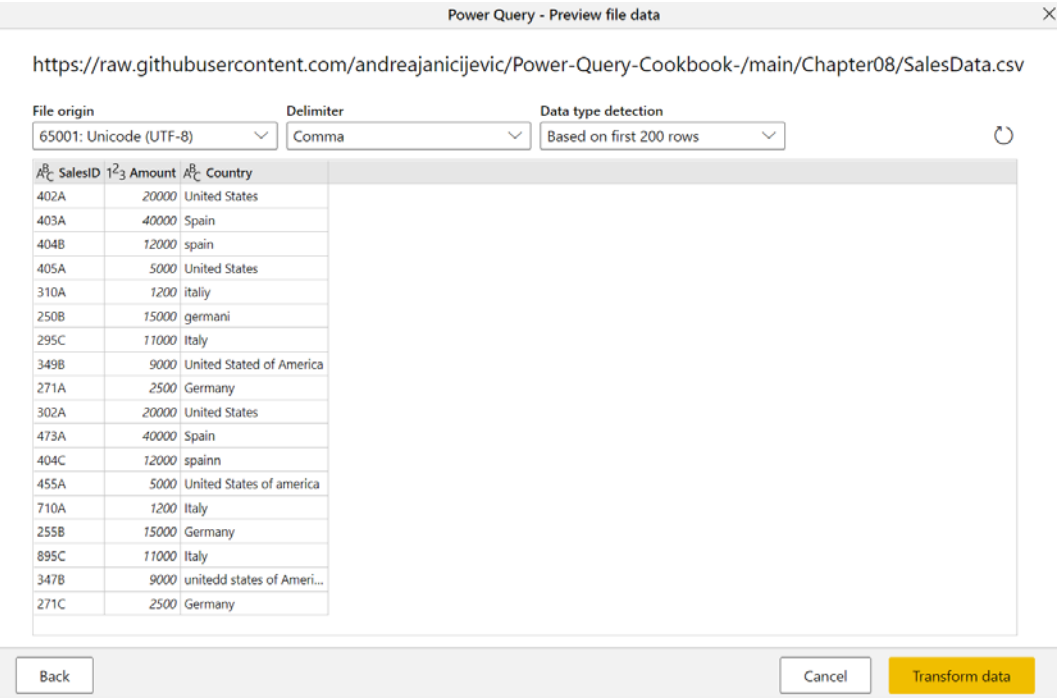 Power Query - Preview file data
https://raw.githubusercontent.com/andreajanicijevic/Power-Query-Cookbook-/main/Chapter08/SalesData.csv
File origin Delimiter Data type detection
65001: Unicode (UTF-8) Comma Based on first 200 rows
ABC SalesID 123 Amount ABC Country
402A 20000 United States
403A 40000 Spain
404B 12000 spain
405A 5000 United States
310A 1200 italiy
250B 15000 germani
295C 11000 Italy
349B 9000 United Stated of America
271A 2500 Germany
302A 20000 United States
473A 40000 Spain
404C 12000 spainn
455A 5000 United States of america
710A 1200 Italy
255B 15000 Germany
895C 11000 Italy
347B 9000 unitedd states of Ameri...
271C 2500 Germany
Back Cancel Transform data